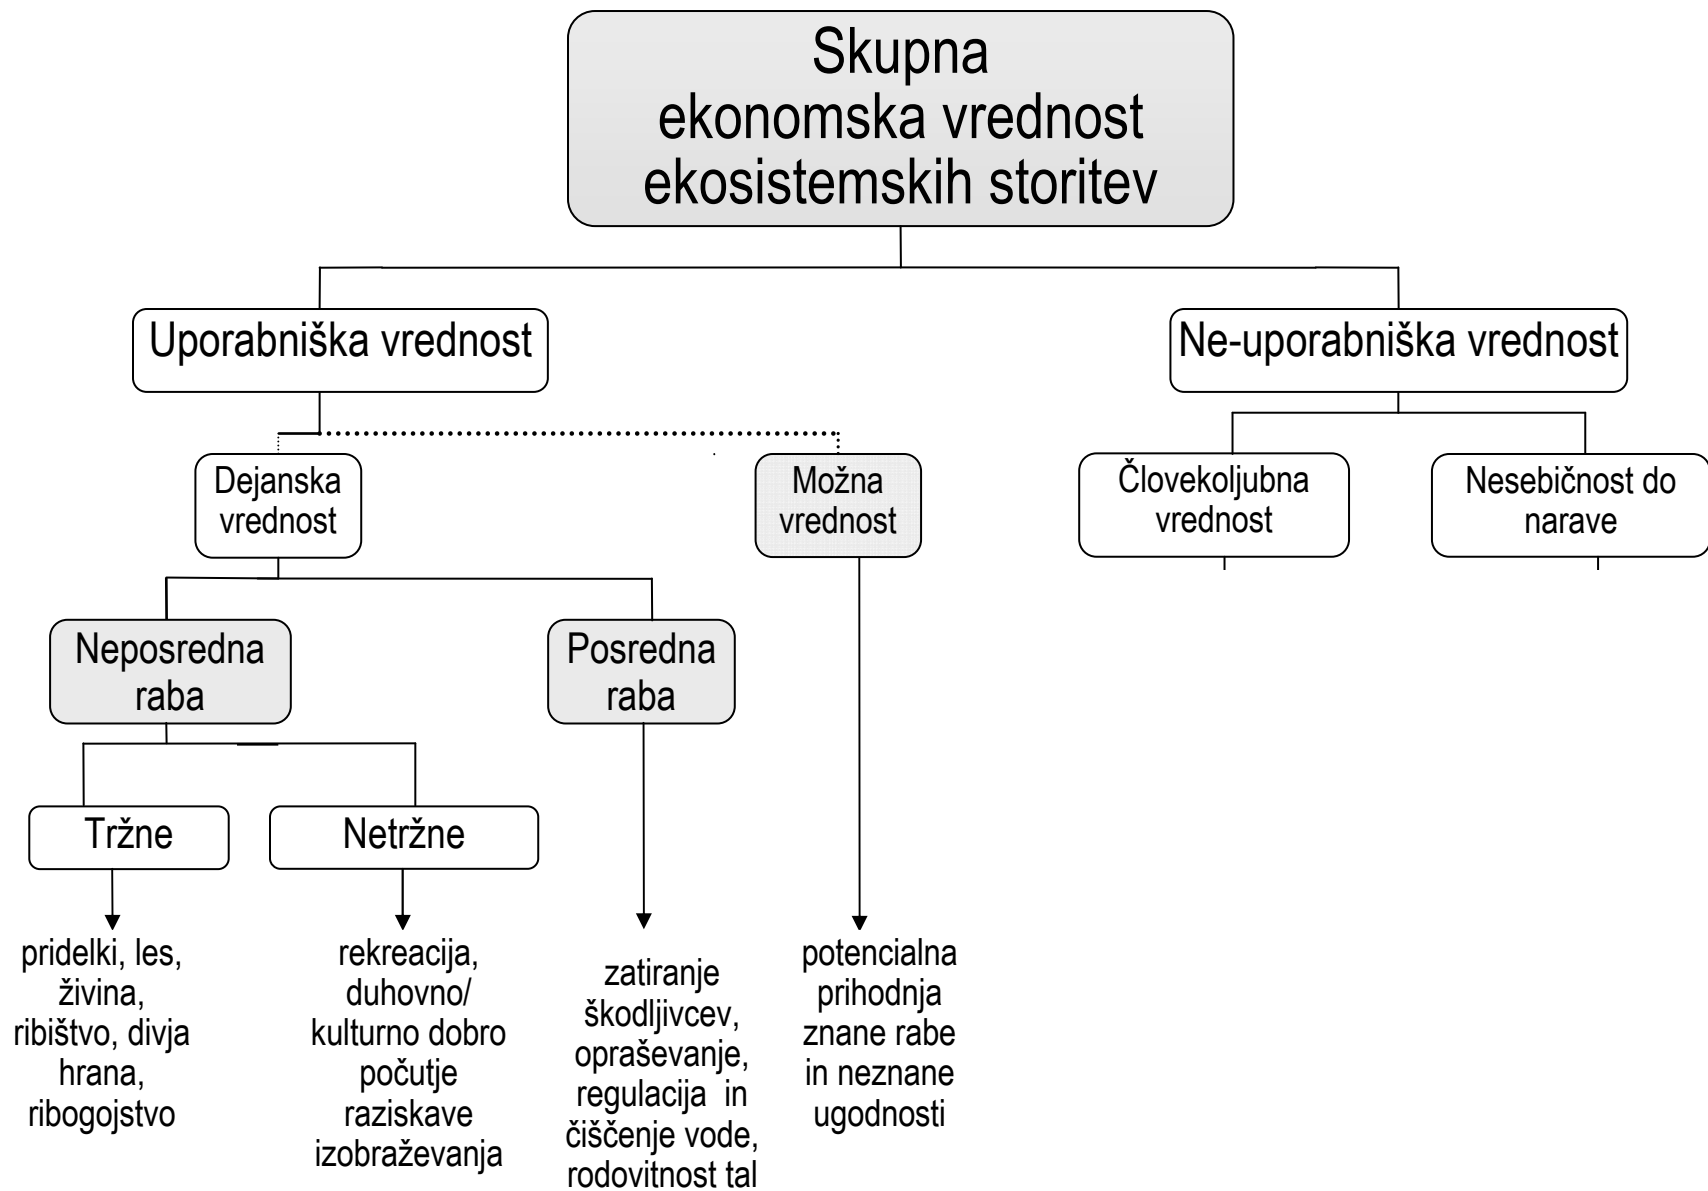 Skupna
ekonomska vrednost
ekosistemskih storitev
Uporabniška vrednost
Ne-uporabniška vrednost
Dejanska
vrednost
Možna
vrednost
Človekoljubna
vrednost
Nesebičnost do
narave
Neposredna
raba
Posredna
raba
Tržne
Netržne
pridelki, les,
živina,
ribištvo, divja
hrana,
ribogojstvo
rekreacija,
duhovno/
kulturno dobro
počutje
raziskave
izobraževanja
zatiranje
škodljivcev,
opraševanje,
regulacija in
čiščenje vode,
rodovitnost tal
potencialna
prihodnja
znane rabe
in neznane
ugodnosti